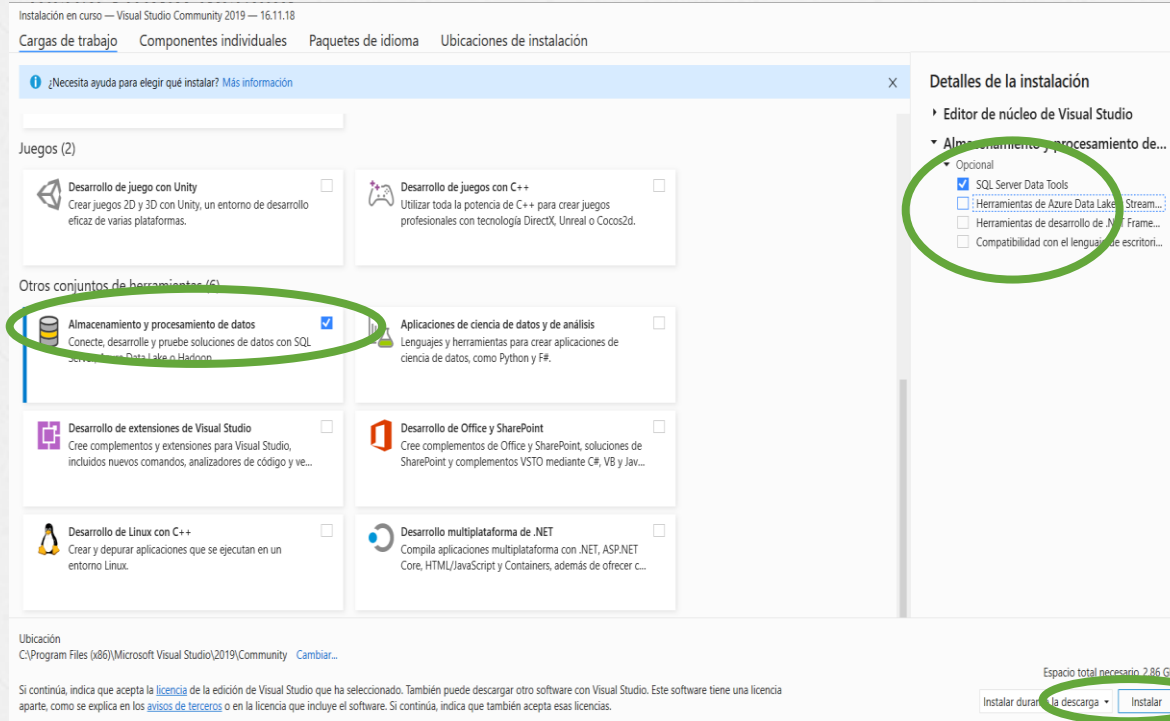 Instalación en curso — Visual Studio Community 2019 — 16.11.18
Cargas de trabajo Componentes individuales Paquetes de idioma Ubicaciones de instalación
¿Necesita ayuda para elegir qué instalar? Más información X
Juegos (2)
Desarrollo de juego con Unity
Crear juegos 2D y 3D con Unity, un entorno de desarrollo
eficaz de varias plataformas.
Desarrollo de juegos con C++
Utilizar toda la potencia de C++ para crear juegos
profesionales con tecnología DirectX, Unreal o Cocos2d.
Otros conjuntos de herramientas (6)
Almacenamiento y procesamiento de datos
Conecte, desarrolle y pruebe soluciones de datos con SQL
Server, Azure Data Lake o Hadoop
Aplicaciones de ciencia de datos y de análisis
Lenguajes y herramientas para crear aplicaciones de
ciencia de datos, como Python y F#.
Desarrollo de extensiones de Visual Studio
Cree complementos y extensiones para Visual Studio,
incluidos nuevos comandos, analizadores de código y ve...
Desarrollo de Office y SharePoint
Cree complementos de Office y SharePoint, soluciones de
SharePoint y complementos VSTO mediante C#, VB y Jav...
Desarrollo de Linux con C++
Crear y depurar aplicaciones que se ejecutan en un
entorno Linux.
Desarrollo multiplataforma de .NET
Compila aplicaciones multiplataforma con .NET, ASP.NET
Core, HTML/JavaScript y Containers, además de ofrecer c...
Detalles de la instalación
Editor de núcleo de Visual Studio
Almacenamiento y procesamiento de...
Opcional
SQL Server Data Tools
Herramientas de Azure Data Lake Stream...
Herramientas de desarrollo de .NET Frame...
Compatibilidad con el lenguaje de escritori...
Ubicación
C:\Program Files (x86)\Microsoft Visual Studio\2019\Community Cambiar...
Si continúa, indica que acepta la licencia de la edición de Visual Studio que ha seleccionado. También puede descargar otro software con Visual Studio. Este software tiene una licencia
aparte, como se explica en los avisos de terceros o en la licencia que incluye el software. Si continúa, indica que también acepta esas licencias.
Espacio total necesario 2.86 G
Instalar durante la descarga Instalar